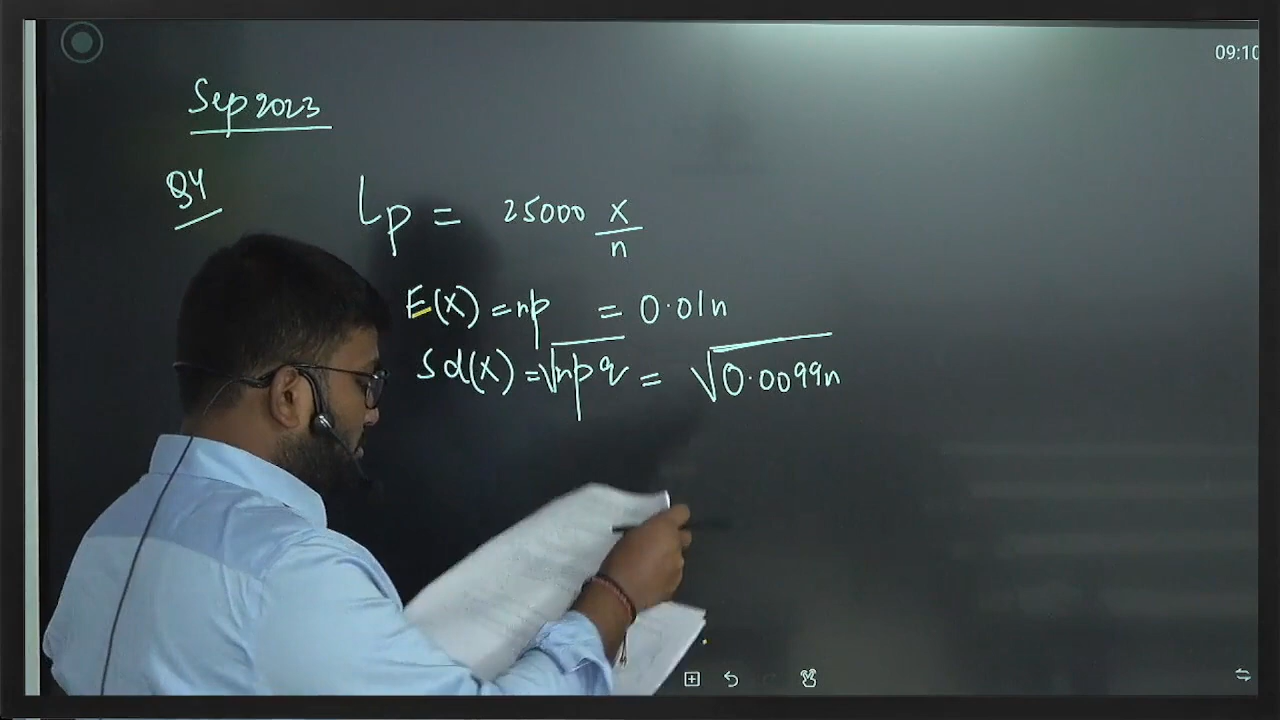 09:10
Sep 2023
Q4
Lp = 25000 x/n
E(X) = np = 0.01n
Sd(X) = √npq = √0.0099n